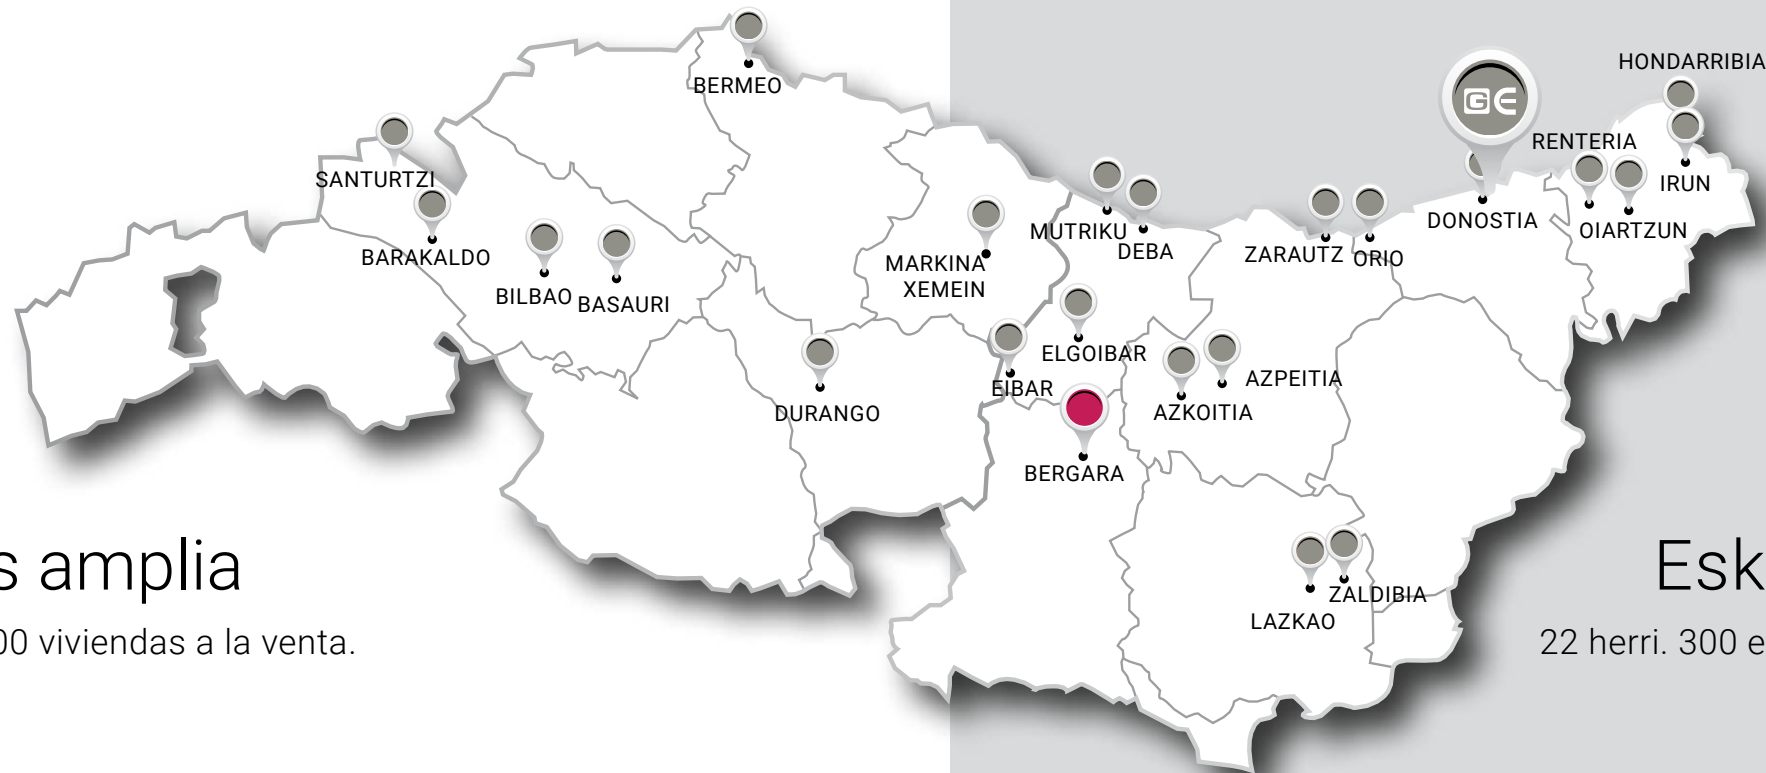 BERMEO
HONDARRIBIA
GE
RENTERIA
SANTURTZI
IRUN
DONOSTIA
OIARTZUN
MUTRIKU
DEBA
ZARAUTZ
ORIO
BARAKALDO
MARKINA
XEMEIN
BILBAO
BASAURI
ELGOIBAR
EIBAR
AZPEITIA
DURANGO
AZKOITIA
BERGARA
s amplia
00 viviendas a la venta.
Esk
22 herri. 300 e
ZALDIBIA
LAZKAO